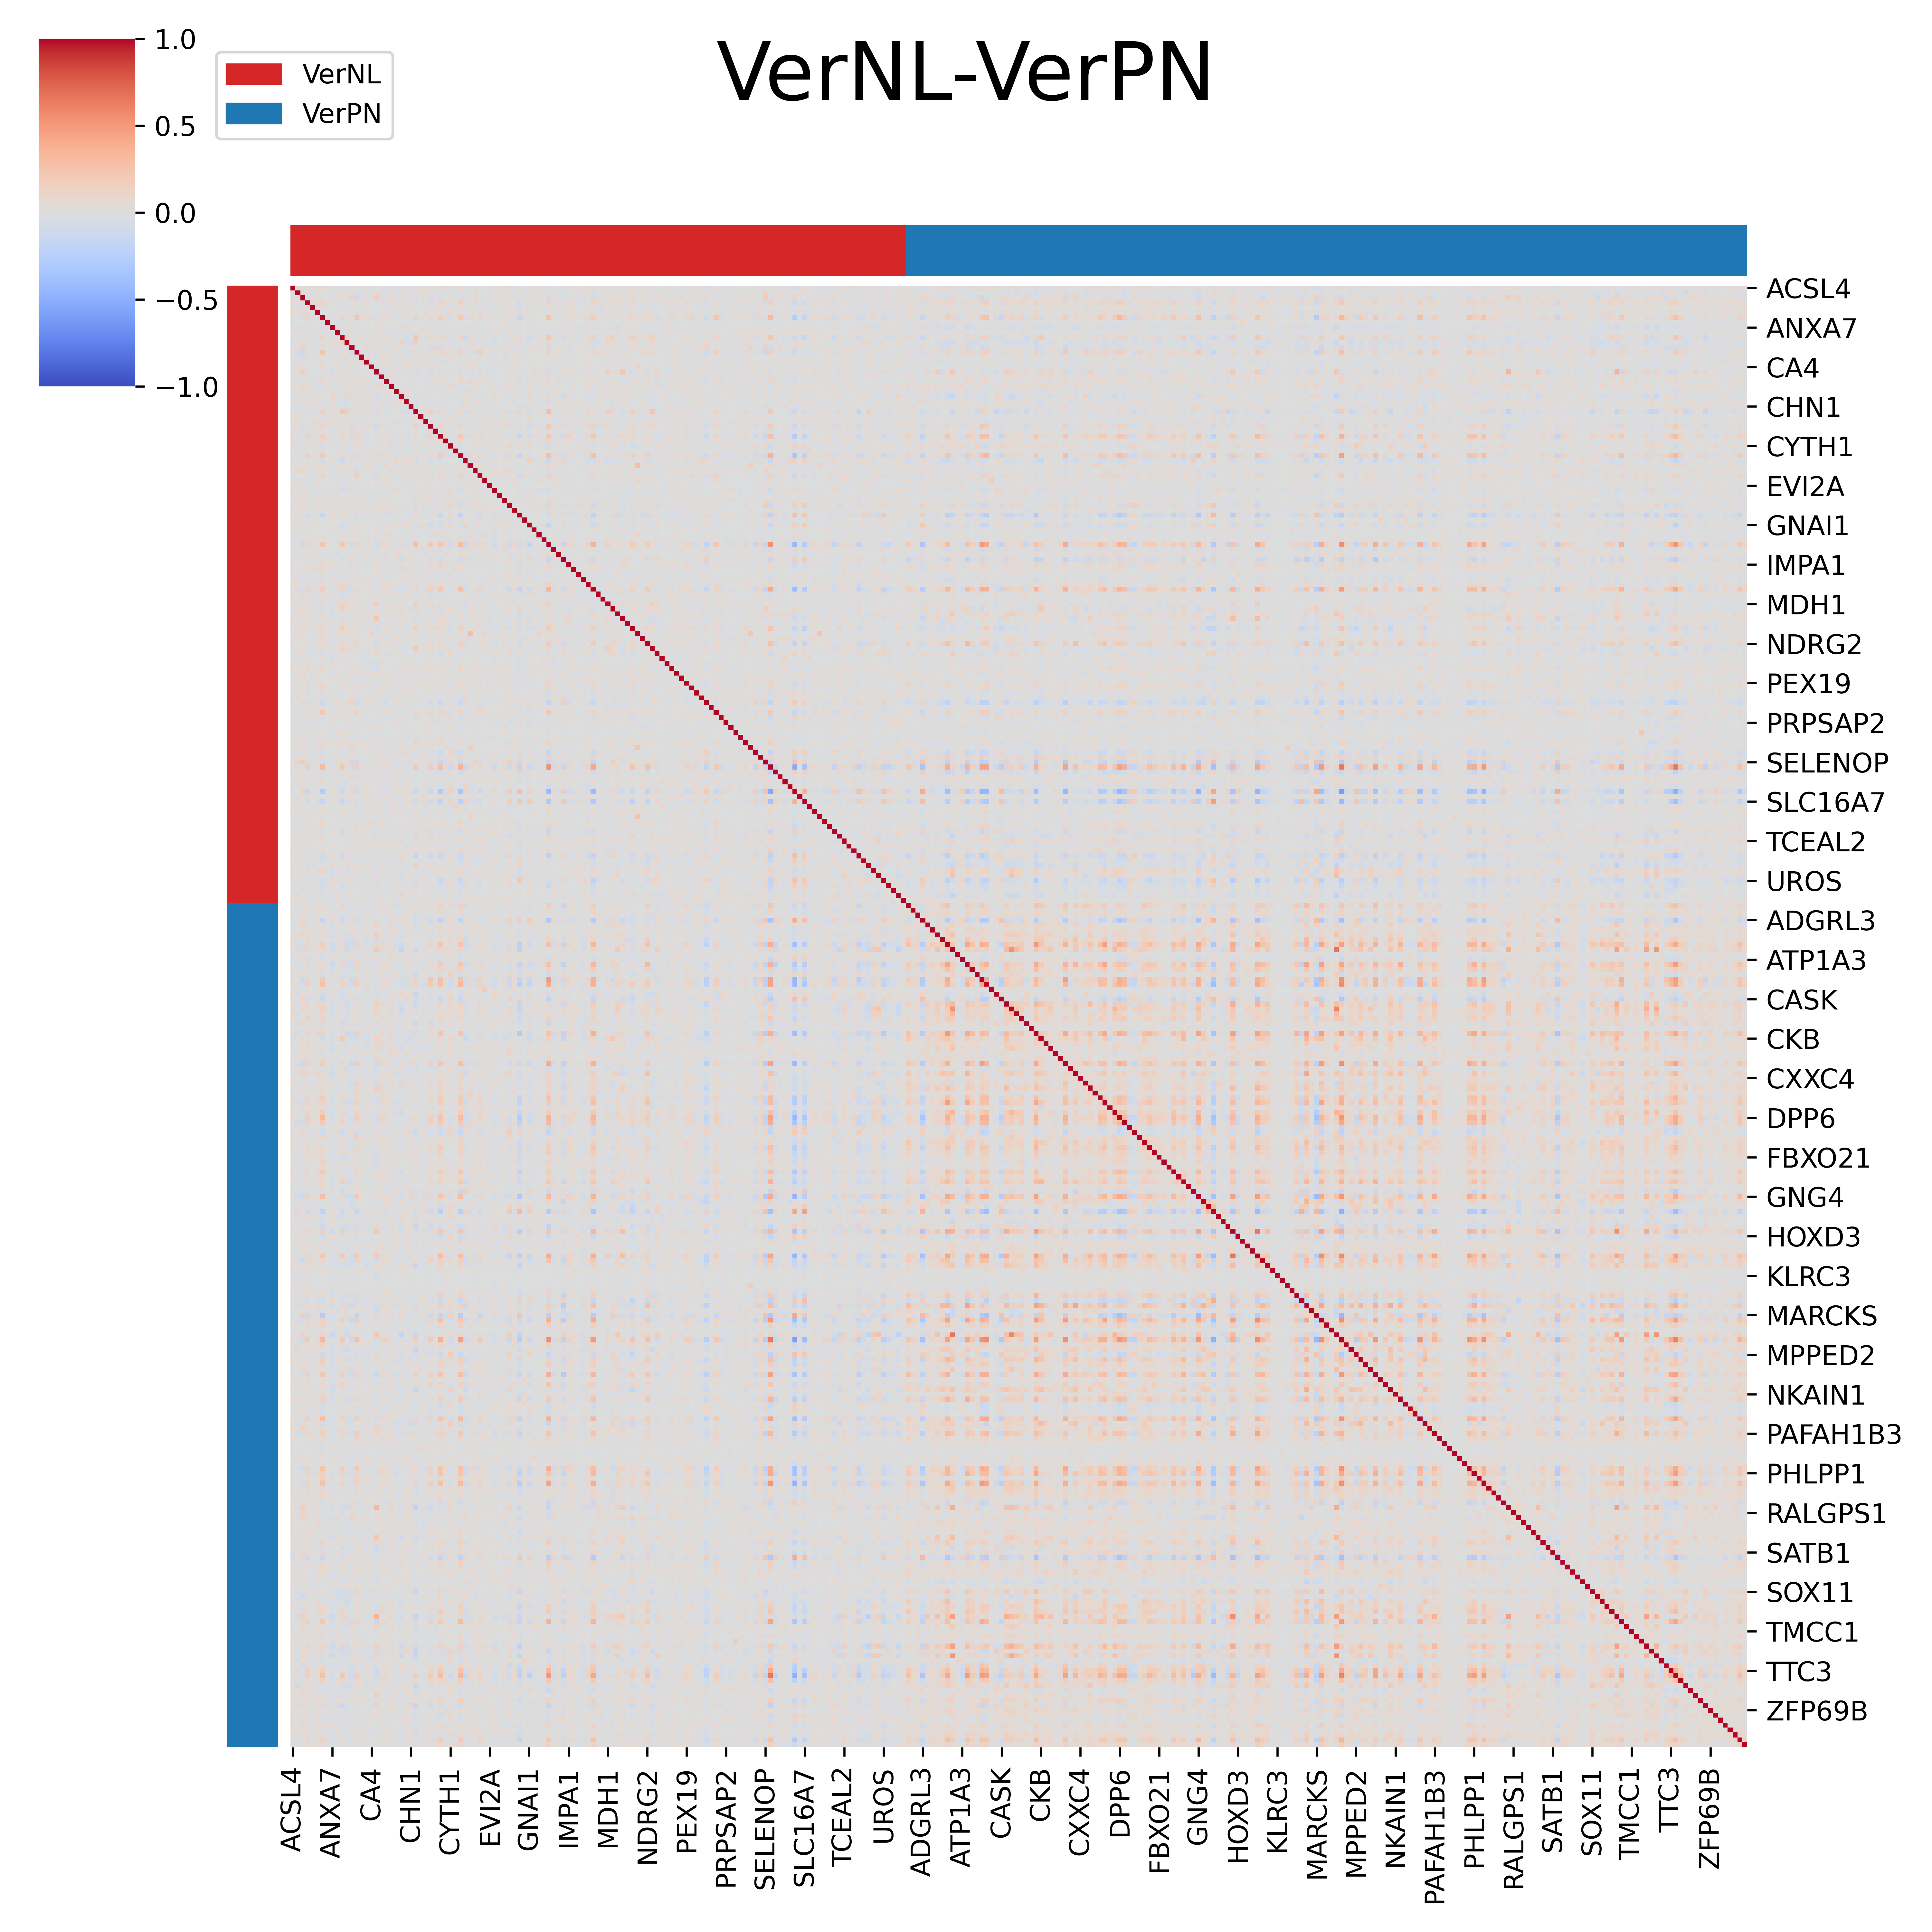 VerNL-VerPN
1.0
0.5
0.0
−0.5
−1.0
VerNL
VerPN
ACSL4
ANXA7
CA4
CHN1
CYTH1
EVI2A
GNAI1
IMPA1
MDH1
NDRG2
PEX19
PRPSAP2
SELENOP
SLC16A7
TCEAL2
UROS
ADGRL3
ATP1A3
CASK
CKB
CXXC4
DPP6
FBXO21
GNG4
HOXD3
KLRC3
MARCKS
MPPED2
NKAIN1
PAFAH1B3
PHLPP1
RALGPS1
SATB1
SOX11
TMCC1
TTC3
ZFP69B
ACSL4
ANXA7
CA4
CHN1
CYTH1
EVI2A
GNAI1
IMPA1
MDH1
NDRG2
PEX19
PRPSAP2
SELENOP
SLC16A7
TCEAL2
UROS
ADGRL3
ATP1A3
CASK
CKB
CXXC4
DPP6
FBXO21
GNG4
HOXD3
KLRC3
MARCKS
MPPED2
NKAIN1
PAFAH1B3
PHLPP1
RALGPS1
SATB1
SOX11
TMCC1
TTC3
ZFP69B